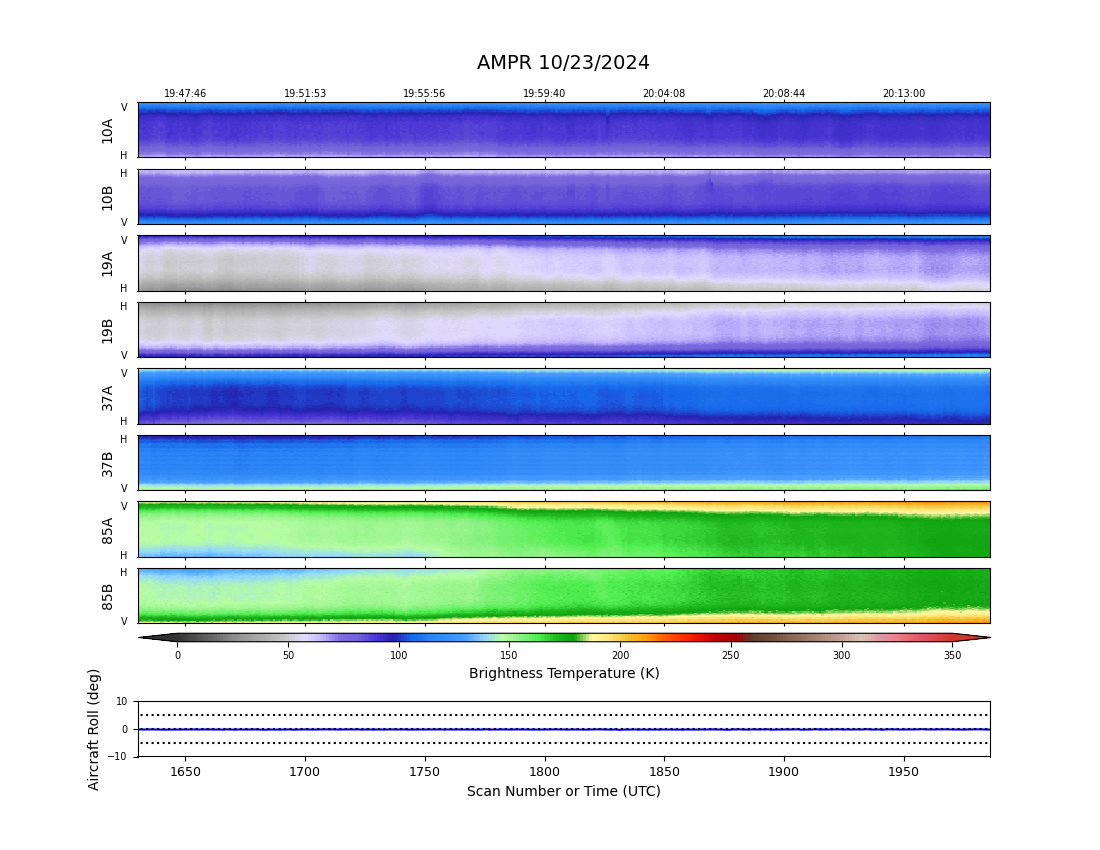 AMPR 10/23/2024
19:47:46 19:51:53 19:55:56 19:59:40 20:04:08 20:08:44 20:13:00
V
10A
H
H
10B
V
V
19A
H
H
19B
V
V
37A
H
H
37B
V
V
85A
H
H
85B
V
0 50 100 150 200 250 300 350
Brightness Temperature (K)
Aircraft Roll (deg)
10
0
−10
1650 1700 1750 1800 1850 1900 1950
Scan Number or Time (UTC)